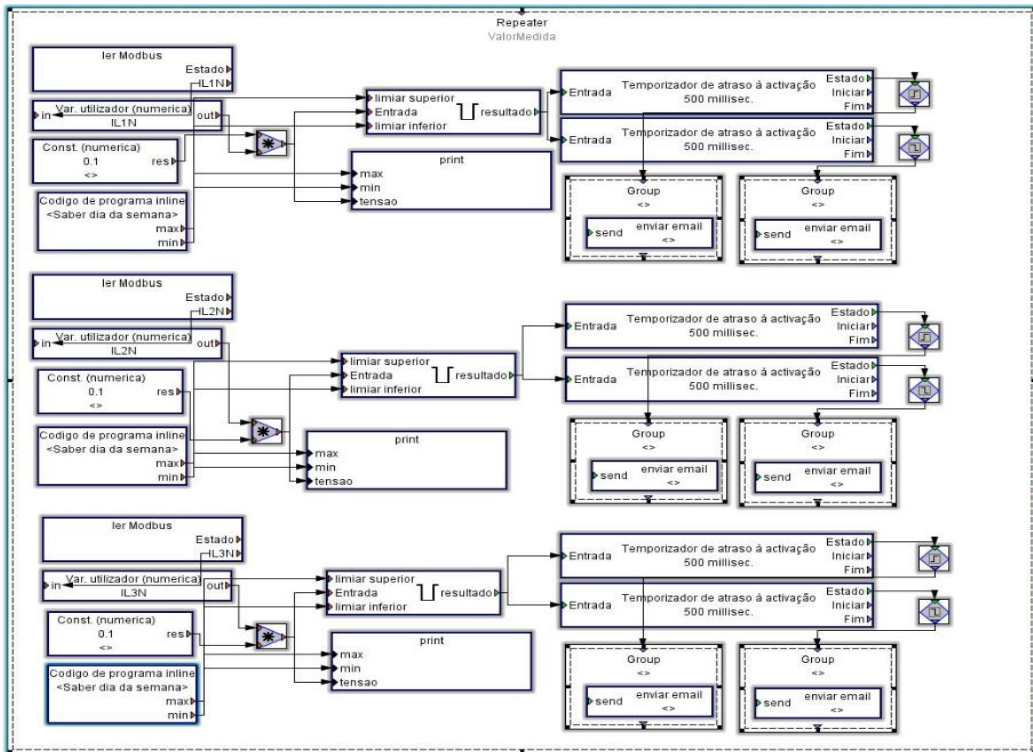 Repeater
ValorMedida
ler Modbus
Estado
IL1N
Var. utilizador (numerica)
in
out
IL1N
Const. (numerica)
0.1
res
<>
Codigo de programa inline
<Saber dia da semana>
max
min
limiar superior
Entrada
resultado
limiar inferior
print
max
min
tensao
Temporizador de atraso à activação
Entrada
500 millisec.
Estado
Iniciar
Fim
Temporizador de atraso à activação
Entrada
500 millisec.
Estado
Iniciar
Fim
Group
<>
enviar email
send
<>
Group
<>
enviar email
send
<>
ler Modbus
Estado
IL2N
Var. utilizador (numerica)
in
out
IL2N
Const. (numerica)
0.1
res
<>
Codigo de programa inline
<Saber dia da semana>
max
min
limiar superior
Entrada
resultado
limiar inferior
print
max
min
tensao
Temporizador de atraso à activação
Entrada
500 millisec.
Estado
Iniciar
Fim
Temporizador de atraso à activação
Entrada
500 millisec.
Estado
Iniciar
Fim
Group
<>
enviar email
send
<>
Group
<>
enviar email
send
<>
ler Modbus
Estado
IL3N
Var. utilizador (numerica)
in
out
IL3N
Const. (numerica)
0.1
res
<>
Codigo de programa inline
<Saber dia da semana>
max
min
limiar superior
Entrada
resultado
limiar inferior
print
max
min
tensao
Temporizador de atraso à activação
Entrada
500 millisec.
Estado
Iniciar
Fim
Temporizador de atraso à activação
Entrada
500 millisec.
Estado
Iniciar
Fim
Group
<>
enviar email
send
<>
Group
<>
enviar email
send
<>